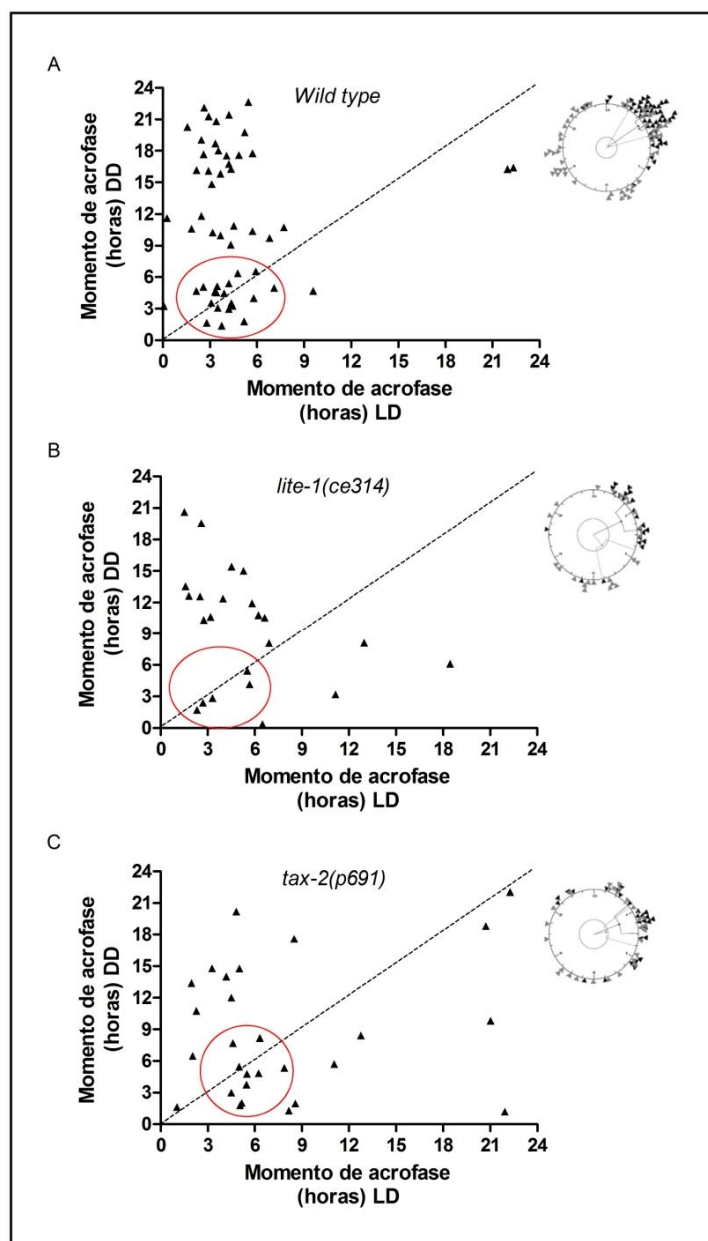 A
Wild type
24
21
18
15
12
9
6
3
0
Momento de acrofase
(horas) DD
0 3 6 9 12 15 18 21 24
Momento de acrofase
(horas) LD
B
lite-1(ce314)
24
21
18
15
12
9
6
3
0
Momento de acrofase
(horas) DD
0 3 6 9 12 15 18 21 24
Momento de acrofase
(horas) LD
C
tax-2(p691)
24
21
18
15
12
9
6
3
0
Momento de acrofase
(horas) DD
0 3 6 9 12 15 18 21 24
Momento de acrofase
(horas) LD